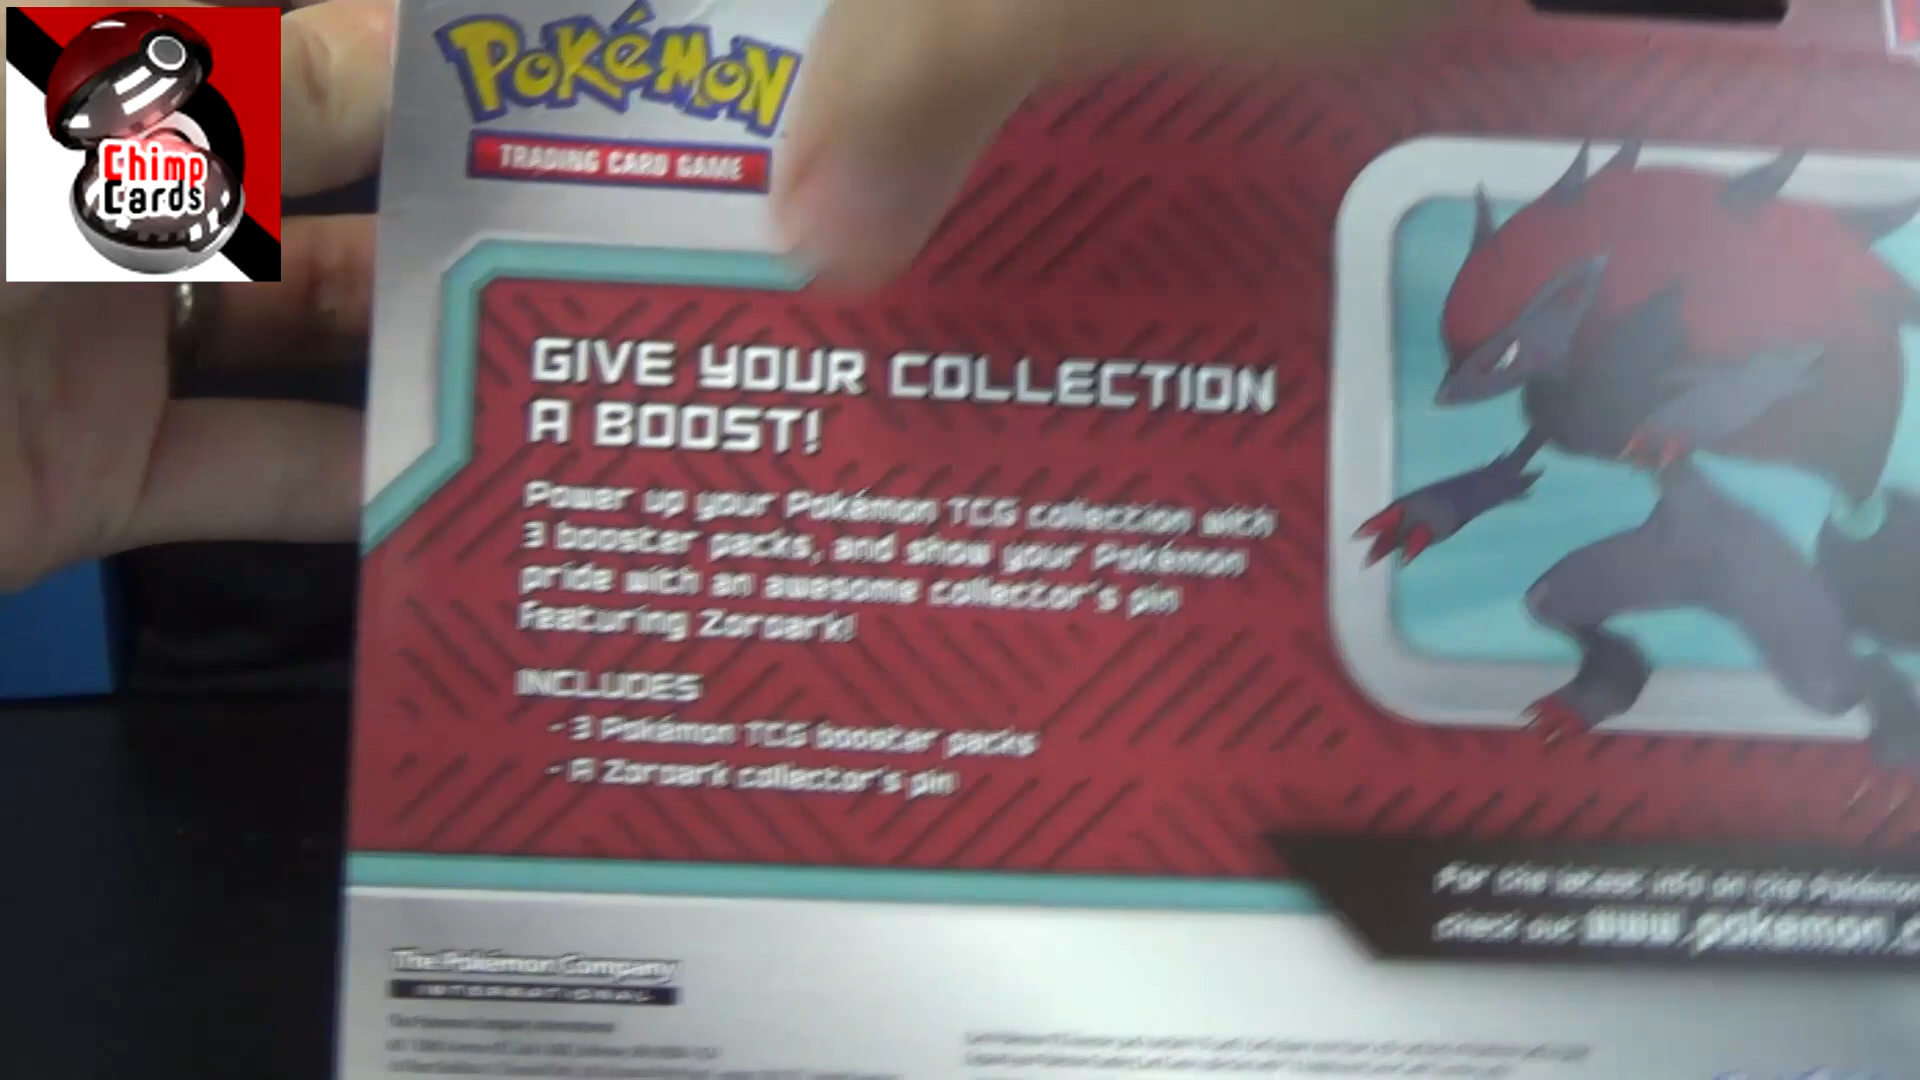 Chimp
Cards
POKÉMON
TRADING CARD GAME
GIVE YOUR COLLECTION
A BOOST!
Power up your Pokémon TCG collection with
3 booster packs, and show your Pokémon
pride with an awesome collector's pin
featuring Zoroark!
INCLUDES
- 3 Pokémon TCG booster packs
- A Zoroark collector's pin
For the latest info on the Pokémon
check out www.pokemon.c
The Pokémon Company
INTERNATIONAL